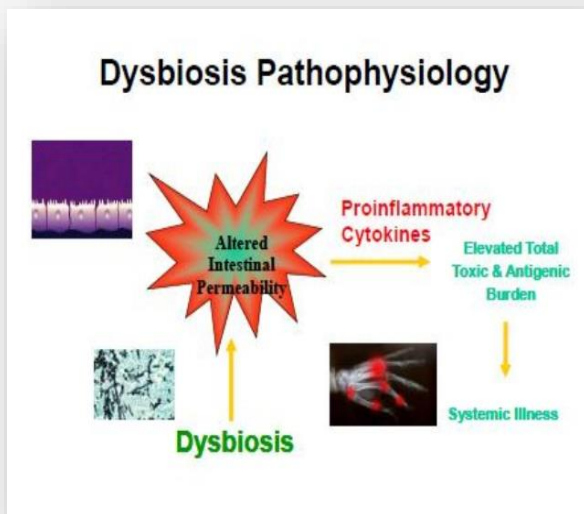 Dysbiosis Pathophysiology
Altered
Intestinal
Permeability
Proinflammatory
Cytokines
Elevated Total
Toxic & Antigenic
Burden
Systemic Illness
Dysbiosis